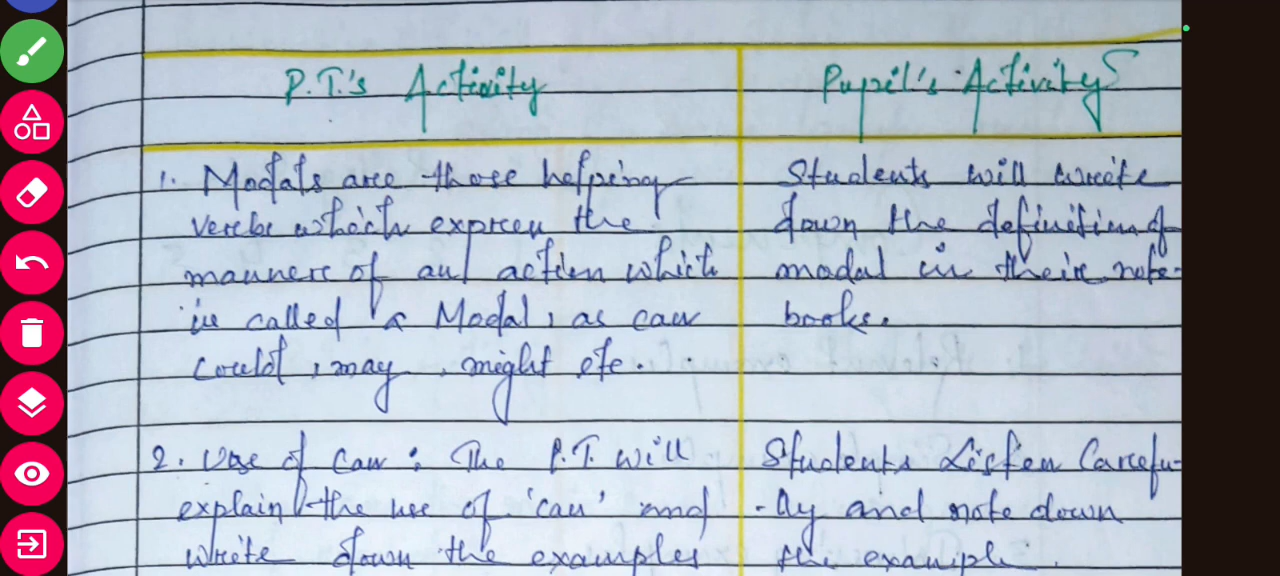 P.T.'s Activity
Pupil's Activity
1. Modals are those helping
verbs which express the
manners of an action which
is called a Modal, as can
could, may, might etc.
Students will write
down the definition of
modal in their note-
books.
2. Use of Can : The P.T. will
explain the use of 'can' and
write down the examples
Students Listen Carefu-
-lly and note down
the example.